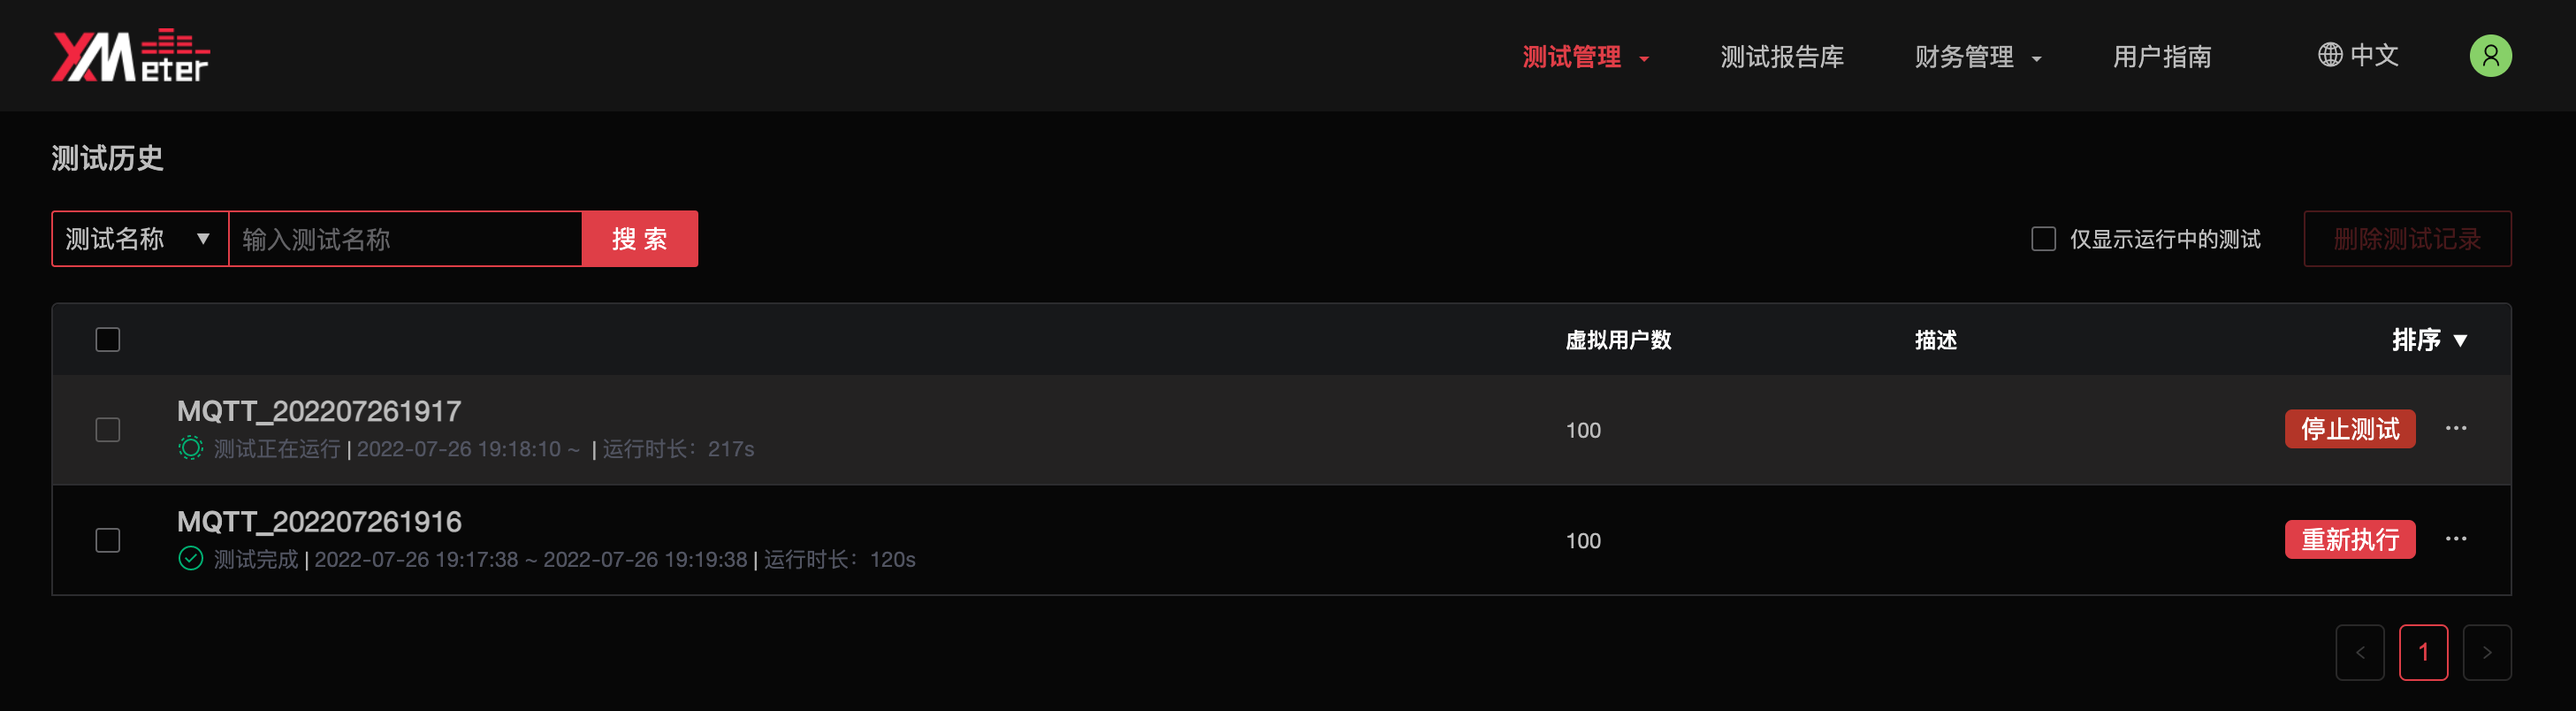 XMeter
测试管理 测试报告库 财务管理 用户指南 中文
测试历史
测试名称 输入测试名称 搜 索 仅显示运行中的测试 删除测试记录
虚拟用户数 描述 排序
MQTT_202207261917
测试正在运行 | 2022-07-26 19:18:10 ~ | 运行时长：217s 100 停止测试 ···
MQTT_202207261916
测试完成 | 2022-07-26 19:17:38 ~ 2022-07-26 19:19:38 | 运行时长：120s 100 重新执行 ···
< 1 >